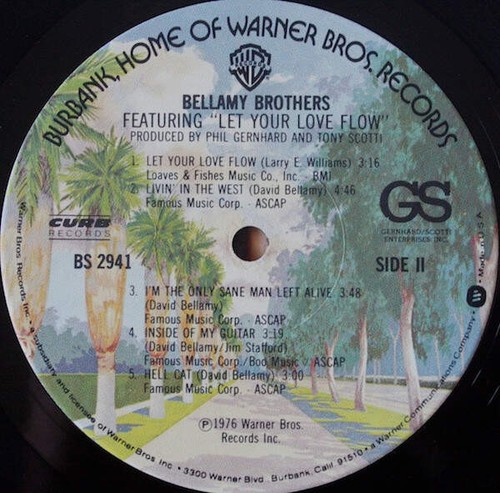 BURBANK, HOME OF WARNER BROS. RECORDS
BELLAMY BROTHERS
FEATURING "LET YOUR LOVE FLOW"
PRODUCED BY PHIL GERNHARD AND TONY SCOTTI
1. LET YOUR LOVE FLOW (Larry E. Williams) 3:16
Loaves & Fishes Music Co., Inc. - BMI
2. LIVIN' IN THE WEST (David Bellamy) 4:46
Famous Music Corp. - ASCAP
CURB
RECORDS
GS
GERNHARD/SCOTTI
ENTERPRISES INC.
BS 2941
SIDE II
3. I'M THE ONLY SANE MAN LEFT ALIVE 3:48
(David Bellamy)
Famous Music Corp. - ASCAP
4. INSIDE OF MY GUITAR 3:19
(David Bellamy/Jim Stafford)
Famous Music Corp./Boo Music - ASCAP
5. HELL CAT (David Bellamy) 3:00
Famous Music Corp. - ASCAP
℗1976 Warner Bros.
Records Inc.
Warner Bros. Records Inc. • a subsidiary and licensee of Warner Bros. Inc. • 3300 Warner Blvd., Burbank, Calif. 91510 • a Warner Communications Company • Made in U.S.A.